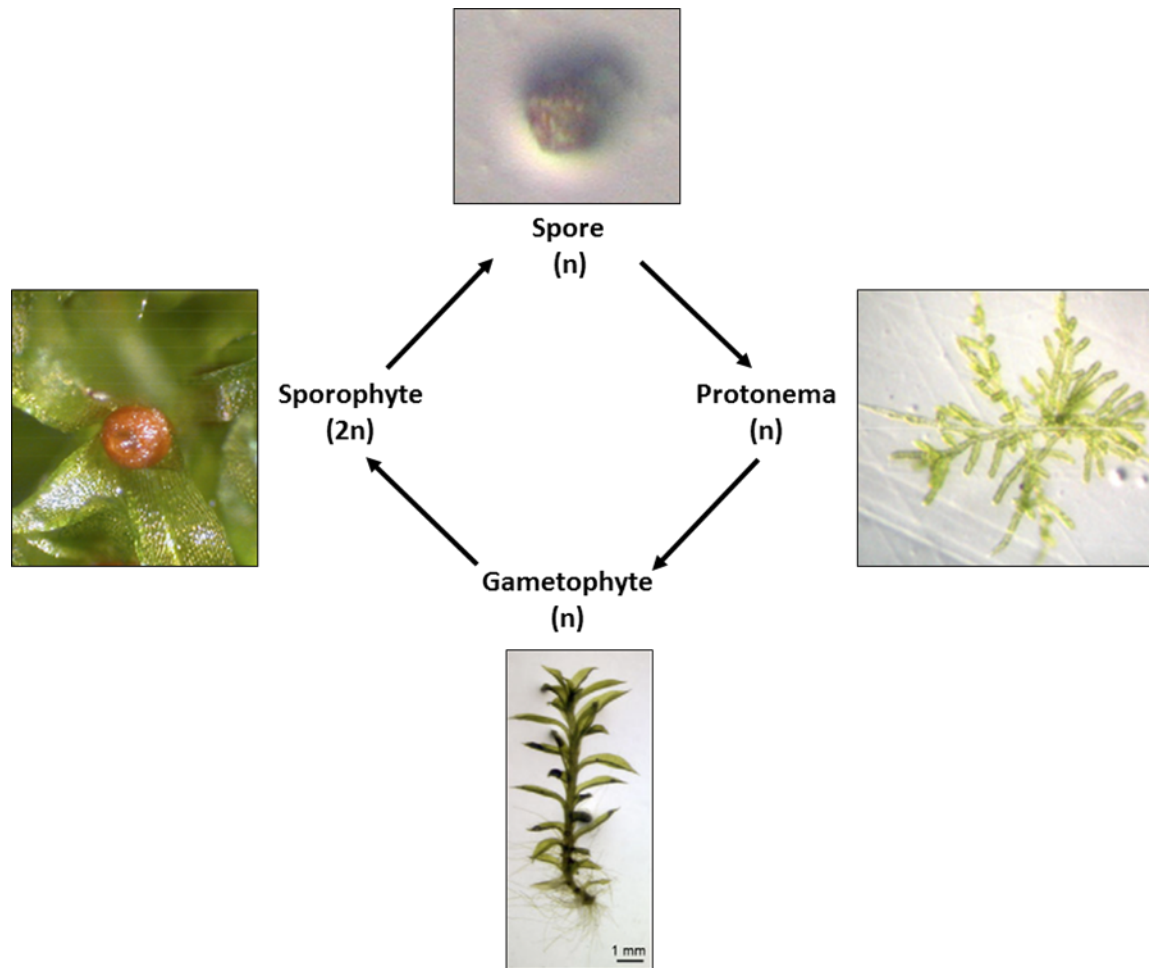 Spore
(n)
Sporophyte
(2n)
Protonema
(n)
Gametophyte
(n)
1 mm